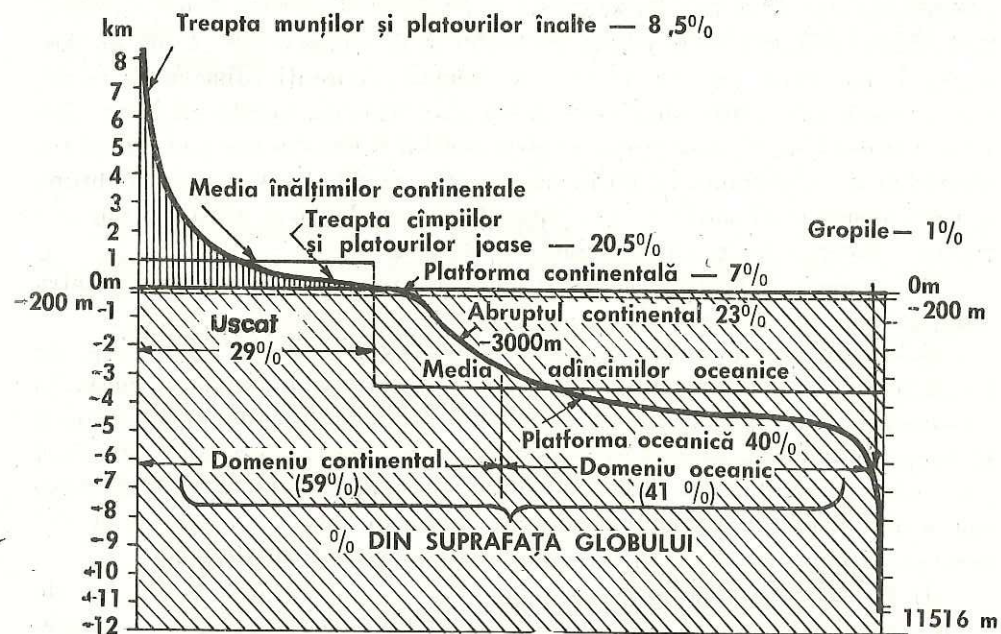 km
Treapta munților și platourilor înalte — 8,5%
8
7
6
5
4
3
2
1
0m
-200 m
-1
-2
-3
-4
-5
-6
-7
-8
-9
-10
-11
-12
Media înălțimilor continentale
Treapta cîmpiilor
și platourilor joase — 20,5%
Gropile — 1%
Platforma continentală — 7%
0m
-200 m
Uscat
29%
Abruptul continental 23%
-3000m
Media adîncimilor oceanice
Platforma oceanică 40%
Domeniu continental
(59%)
Domeniu oceanic
(41 %)
% DIN SUPRAFAȚA GLOBULUI
11516 m